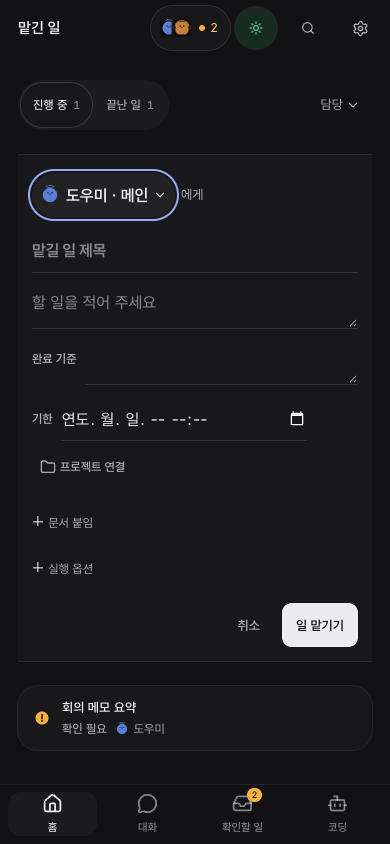 맡긴 일
2
진행 중 1
끝난 일 1
담당
도우미 · 메인 에게
맡길 일 제목
할 일을 적어 주세요
완료 기준
기한 연도. 월. 일. -- --:--
프로젝트 연결
문서 붙임
실행 옵션
취소
일 맡기기
회의 메모 요약
확인 필요 도우미
2
홈
대화
확인할 일
코딩